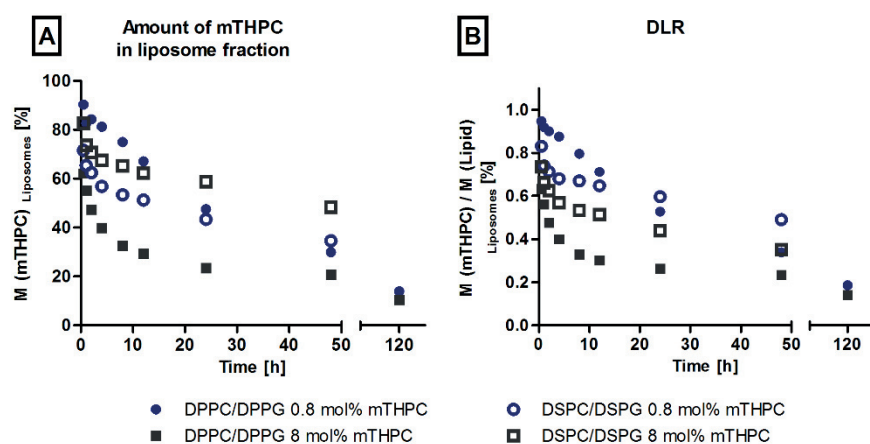 A
Amount of mTHPC
in liposome fraction
M (mTHPC) Liposomes [%]
100
80
60
40
20
0
0 10 20 30 40 50 120
Time [h]
B
DLR
M (mTHPC) / M (Lipid)
Liposomes [%]
1.0
0.8
0.6
0.4
0.2
0.0
0 10 20 30 40 50 120
Time [h]
DPPC/DPPG 0.8 mol% mTHPC
DSPC/DSPG 0.8 mol% mTHPC
DPPC/DPPG 8 mol% mTHPC
DSPC/DSPG 8 mol% mTHPC